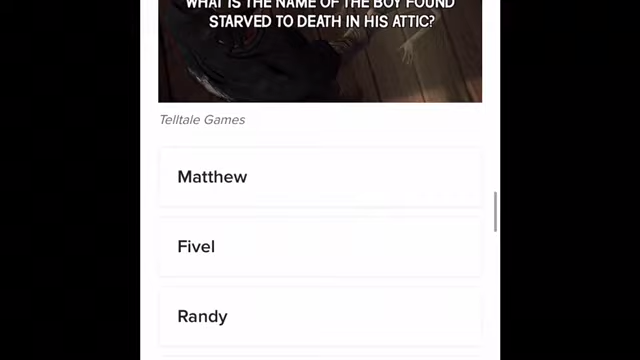 WHAT IS THE NAME OF THE BOY FOUND
STARVED TO DEATH IN HIS ATTIC?
Telltale Games
Matthew
Fivel
Randy